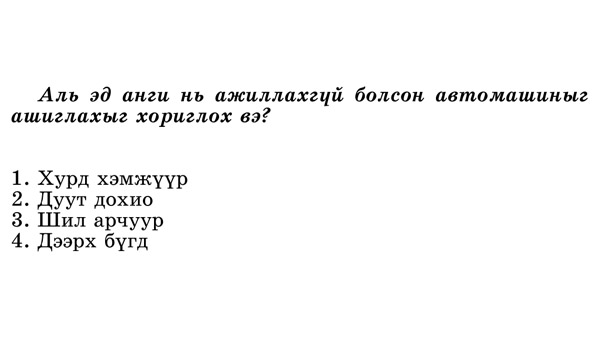 Аль эд анги нь ажиллахгүй болсон автомашиныг
ашиглахыг хориглох вэ?
1. Хурд хэмжүүр
2. Дуут дохио
3. Шил арчуур
4. Дээрх бүгд